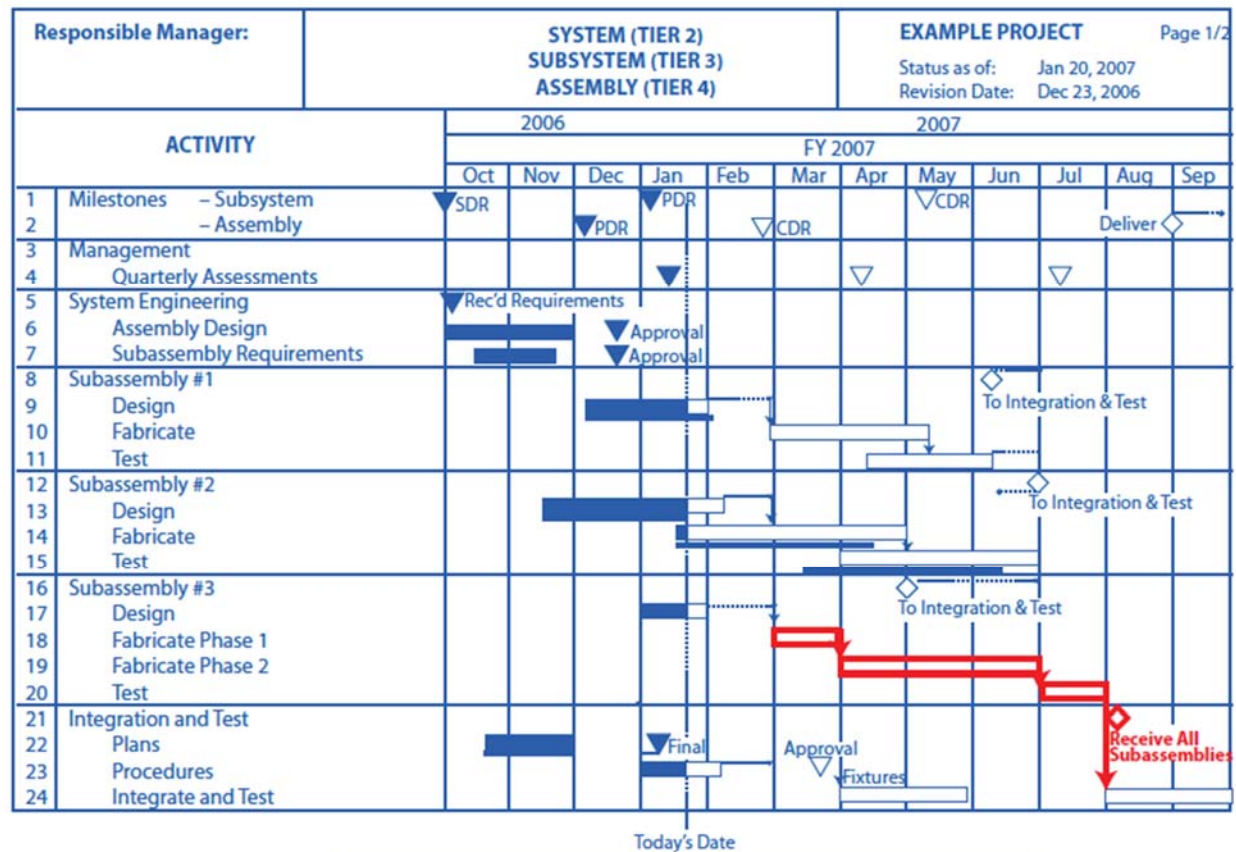 Responsible Manager:
SYSTEM (TIER 2)
SUBSYSTEM (TIER 3)
ASSEMBLY (TIER 4)
EXAMPLE PROJECT Page 1/2
Status as of: Jan 20, 2007
Revision Date: Dec 23, 2006
ACTIVITY
2006 2007
FY 2007
Oct Nov Dec Jan Feb Mar Apr May Jun Jul Aug Sep
1 Milestones – Subsystem SDR PDR CDR
2 – Assembly PDR CDR Deliver
3 Management
4 Quarterly Assessments
5 System Engineering Rec'd Requirements
6 Assembly Design Approval
7 Subassembly Requirements Approval
8 Subassembly #1
9 Design To Integration & Test
10 Fabricate
11 Test
12 Subassembly #2
13 Design To Integration & Test
14 Fabricate
15 Test
16 Subassembly #3
17 Design To Integration & Test
18 Fabricate Phase 1
19 Fabricate Phase 2
20 Test
21 Integration and Test
22 Plans Final Approval Receive All
Subassemblies
23 Procedures Fixtures
24 Integrate and Test
Today's Date